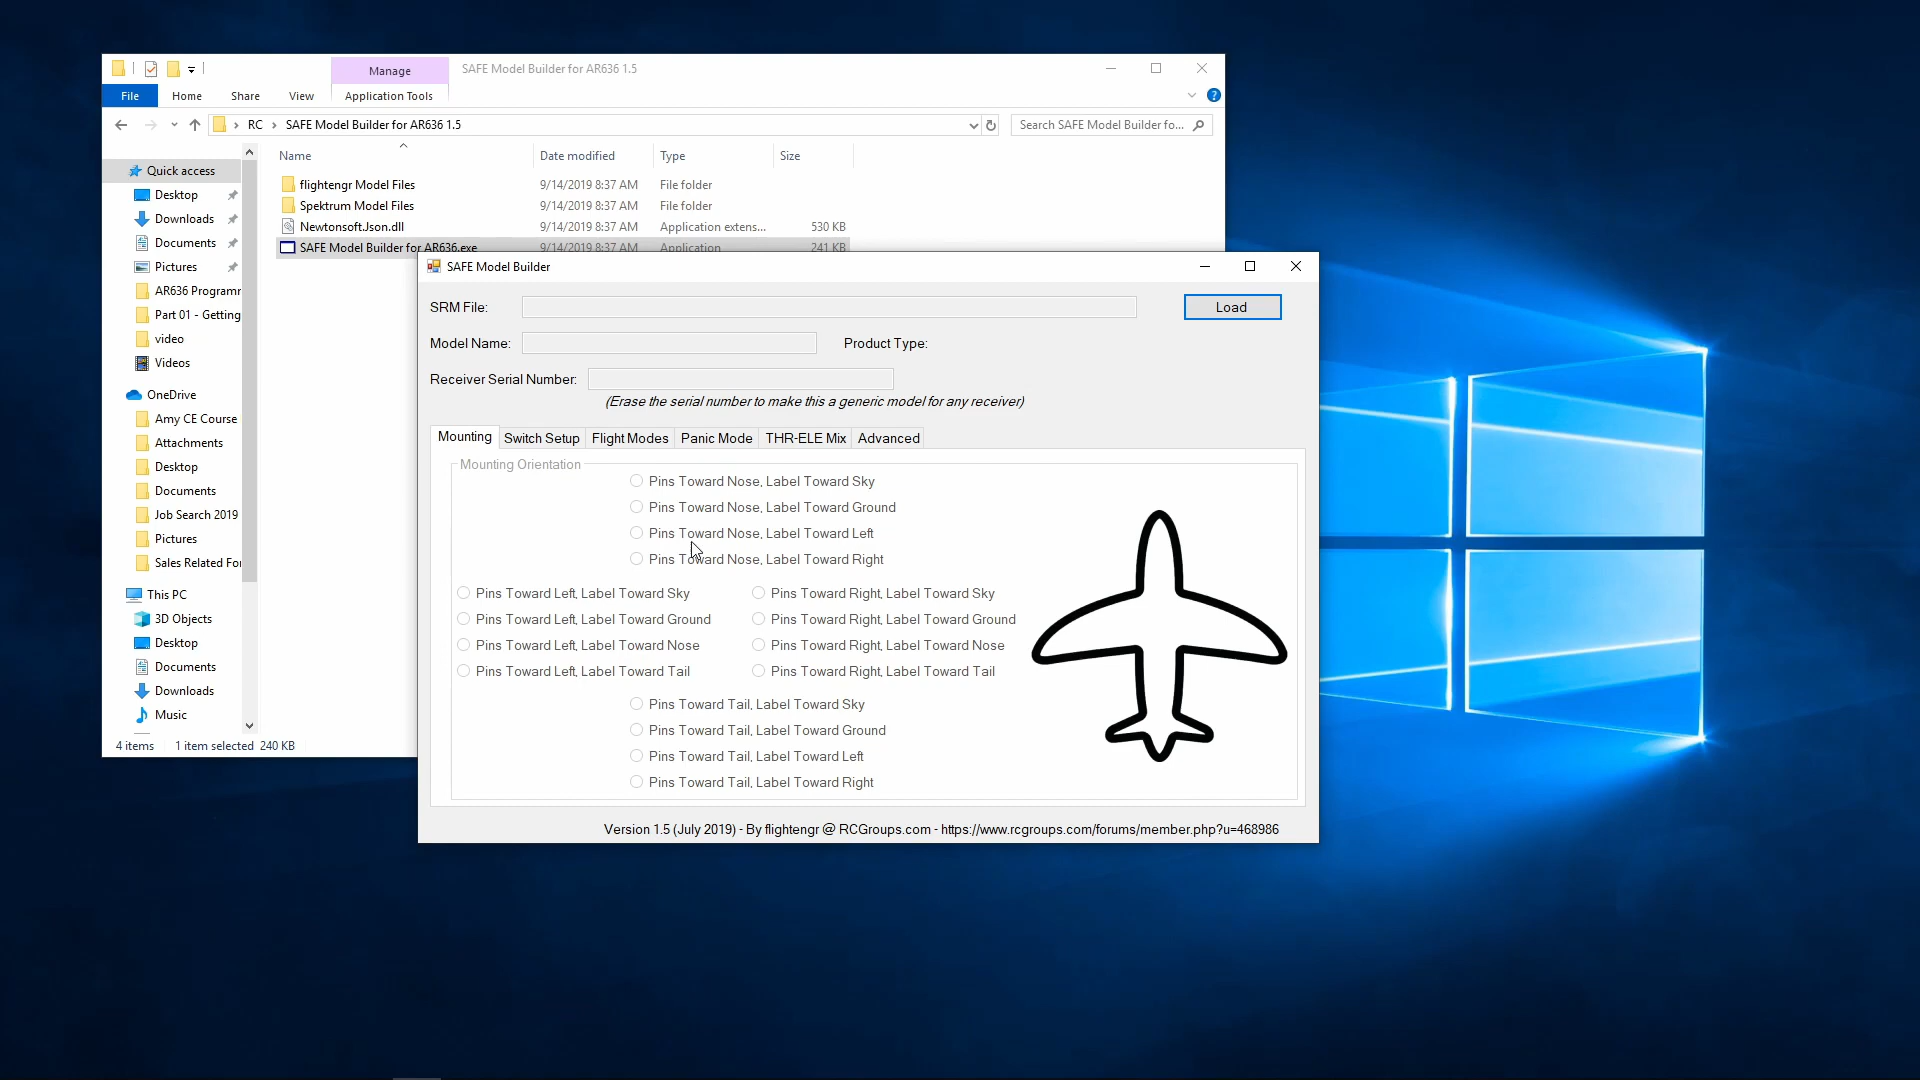 Manage
SAFE Model Builder for AR636 1.5
File
Home
Share
View
Application Tools
RC
SAFE Model Builder for AR636 1.5
Search SAFE Model Builder fo...
Name
Date modified
Type
Size
Quick access
Desktop
Downloads
Documents
Pictures
AR636 Programr
Part 01 - Getting
video
Videos
OneDrive
Amy CE Course
Attachments
Desktop
Documents
Job Search 2019
Pictures
Sales Related For
This PC
3D Objects
Desktop
Documents
Downloads
Music
flightengr Model Files 9/14/2019 8:37 AM File folder
Spektrum Model Files 9/14/2019 8:37 AM File folder
Newtonsoft.Json.dll 9/14/2019 8:37 AM Application extens... 530 KB
SAFE Model Builder for AR636.exe 9/14/2019 8:37 AM Application 241 KB
4 items 1 item selected 240 KB
SAFE Model Builder
SRM File:
Load
Model Name:
Product Type:
Receiver Serial Number:
(Erase the serial number to make this a generic model for any receiver)
Mounting
Switch Setup
Flight Modes
Panic Mode
THR-ELE Mix
Advanced
Mounting Orientation
Pins Toward Nose, Label Toward Sky
Pins Toward Nose, Label Toward Ground
Pins Toward Nose, Label Toward Left
Pins Toward Nose, Label Toward Right
Pins Toward Left, Label Toward Sky
Pins Toward Left, Label Toward Ground
Pins Toward Left, Label Toward Nose
Pins Toward Left, Label Toward Tail
Pins Toward Right, Label Toward Sky
Pins Toward Right, Label Toward Ground
Pins Toward Right, Label Toward Nose
Pins Toward Right, Label Toward Tail
Pins Toward Tail, Label Toward Sky
Pins Toward Tail, Label Toward Ground
Pins Toward Tail, Label Toward Left
Pins Toward Tail, Label Toward Right
Version 1.5 (July 2019) - By flightengr @ RCGroups.com - https://www.rcgroups.com/forums/member.php?u=468986